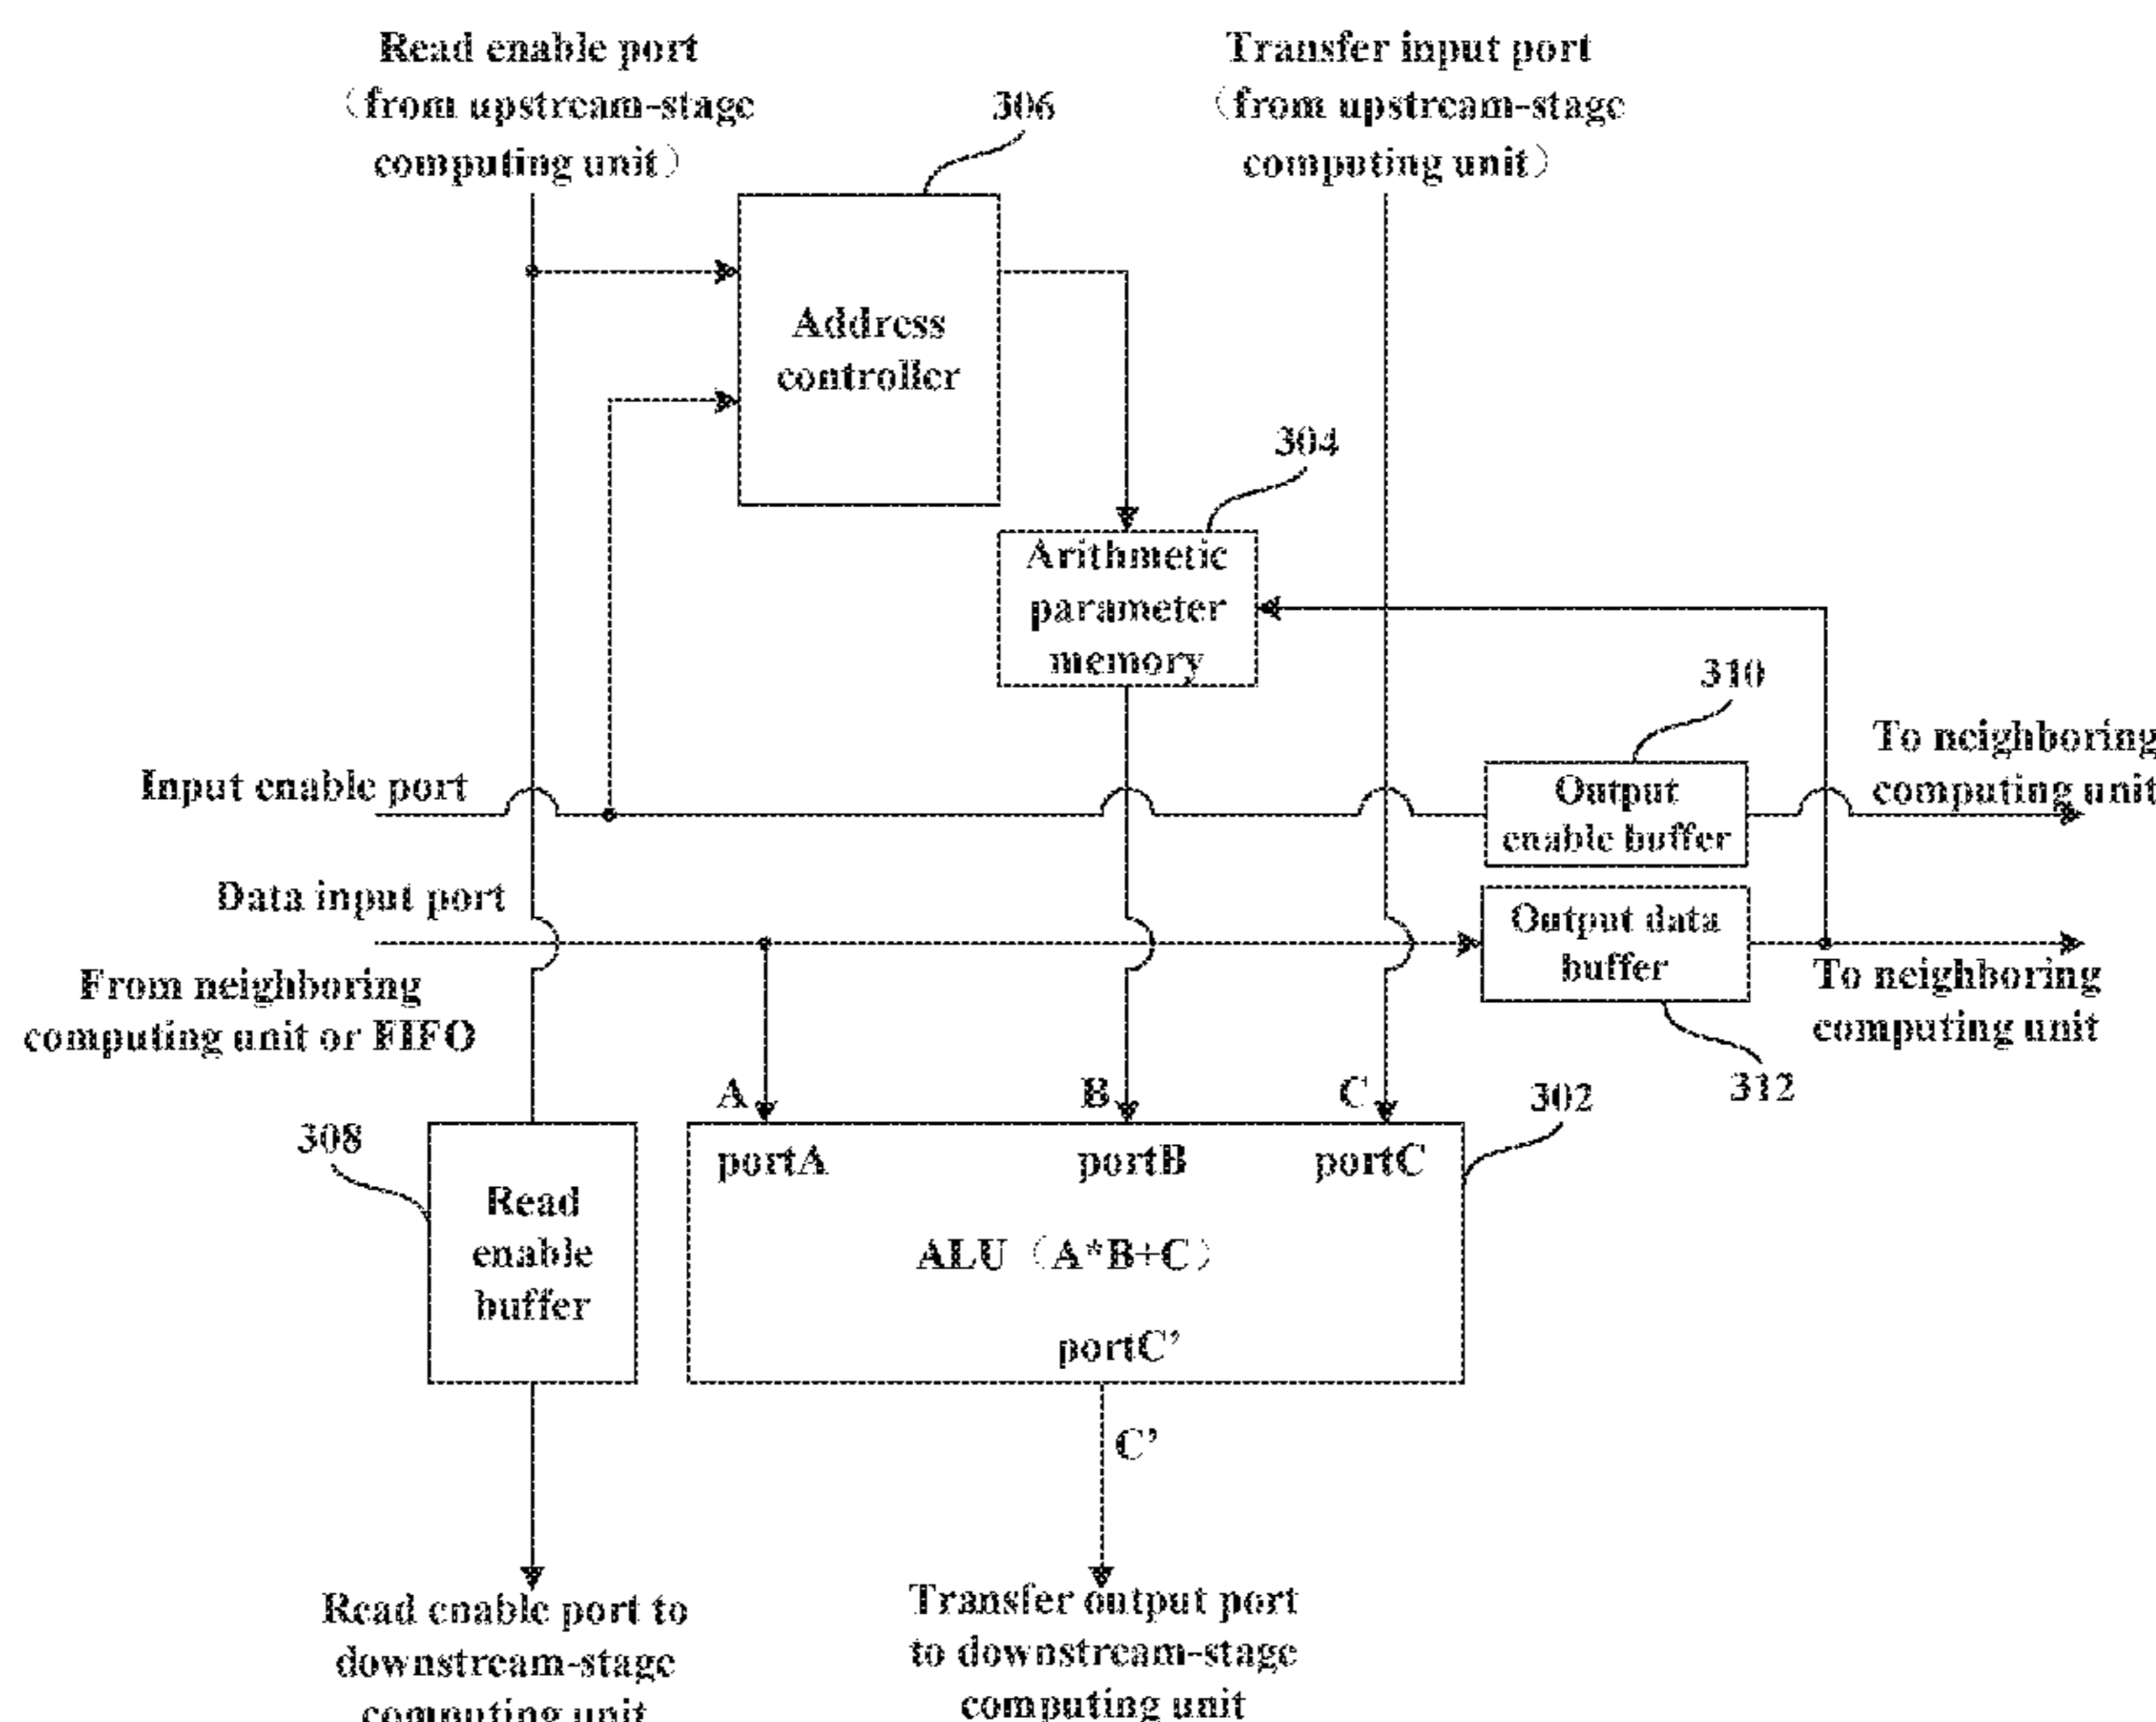 Read enable port
（from upstream-stage
computing unit）
Transfer input port
（from upstream-stage
computing unit）
306
Address
controller
304
Arithmetic
parameter
memory
310
To neighboring
computing unit
Input enable port
Output
enable buffer
Data input port
Output data
buffer
From neighboring
computing unit or FIFO
To neighboring
computing unit
312
A
B
C
302
308
portA
portB
portC
Read
enable
buffer
ALU（A*B+C）
portC’
C’
Read enable port to
downstream-stage
computing unit
Transfer output port
to downstream-stage
computing unit